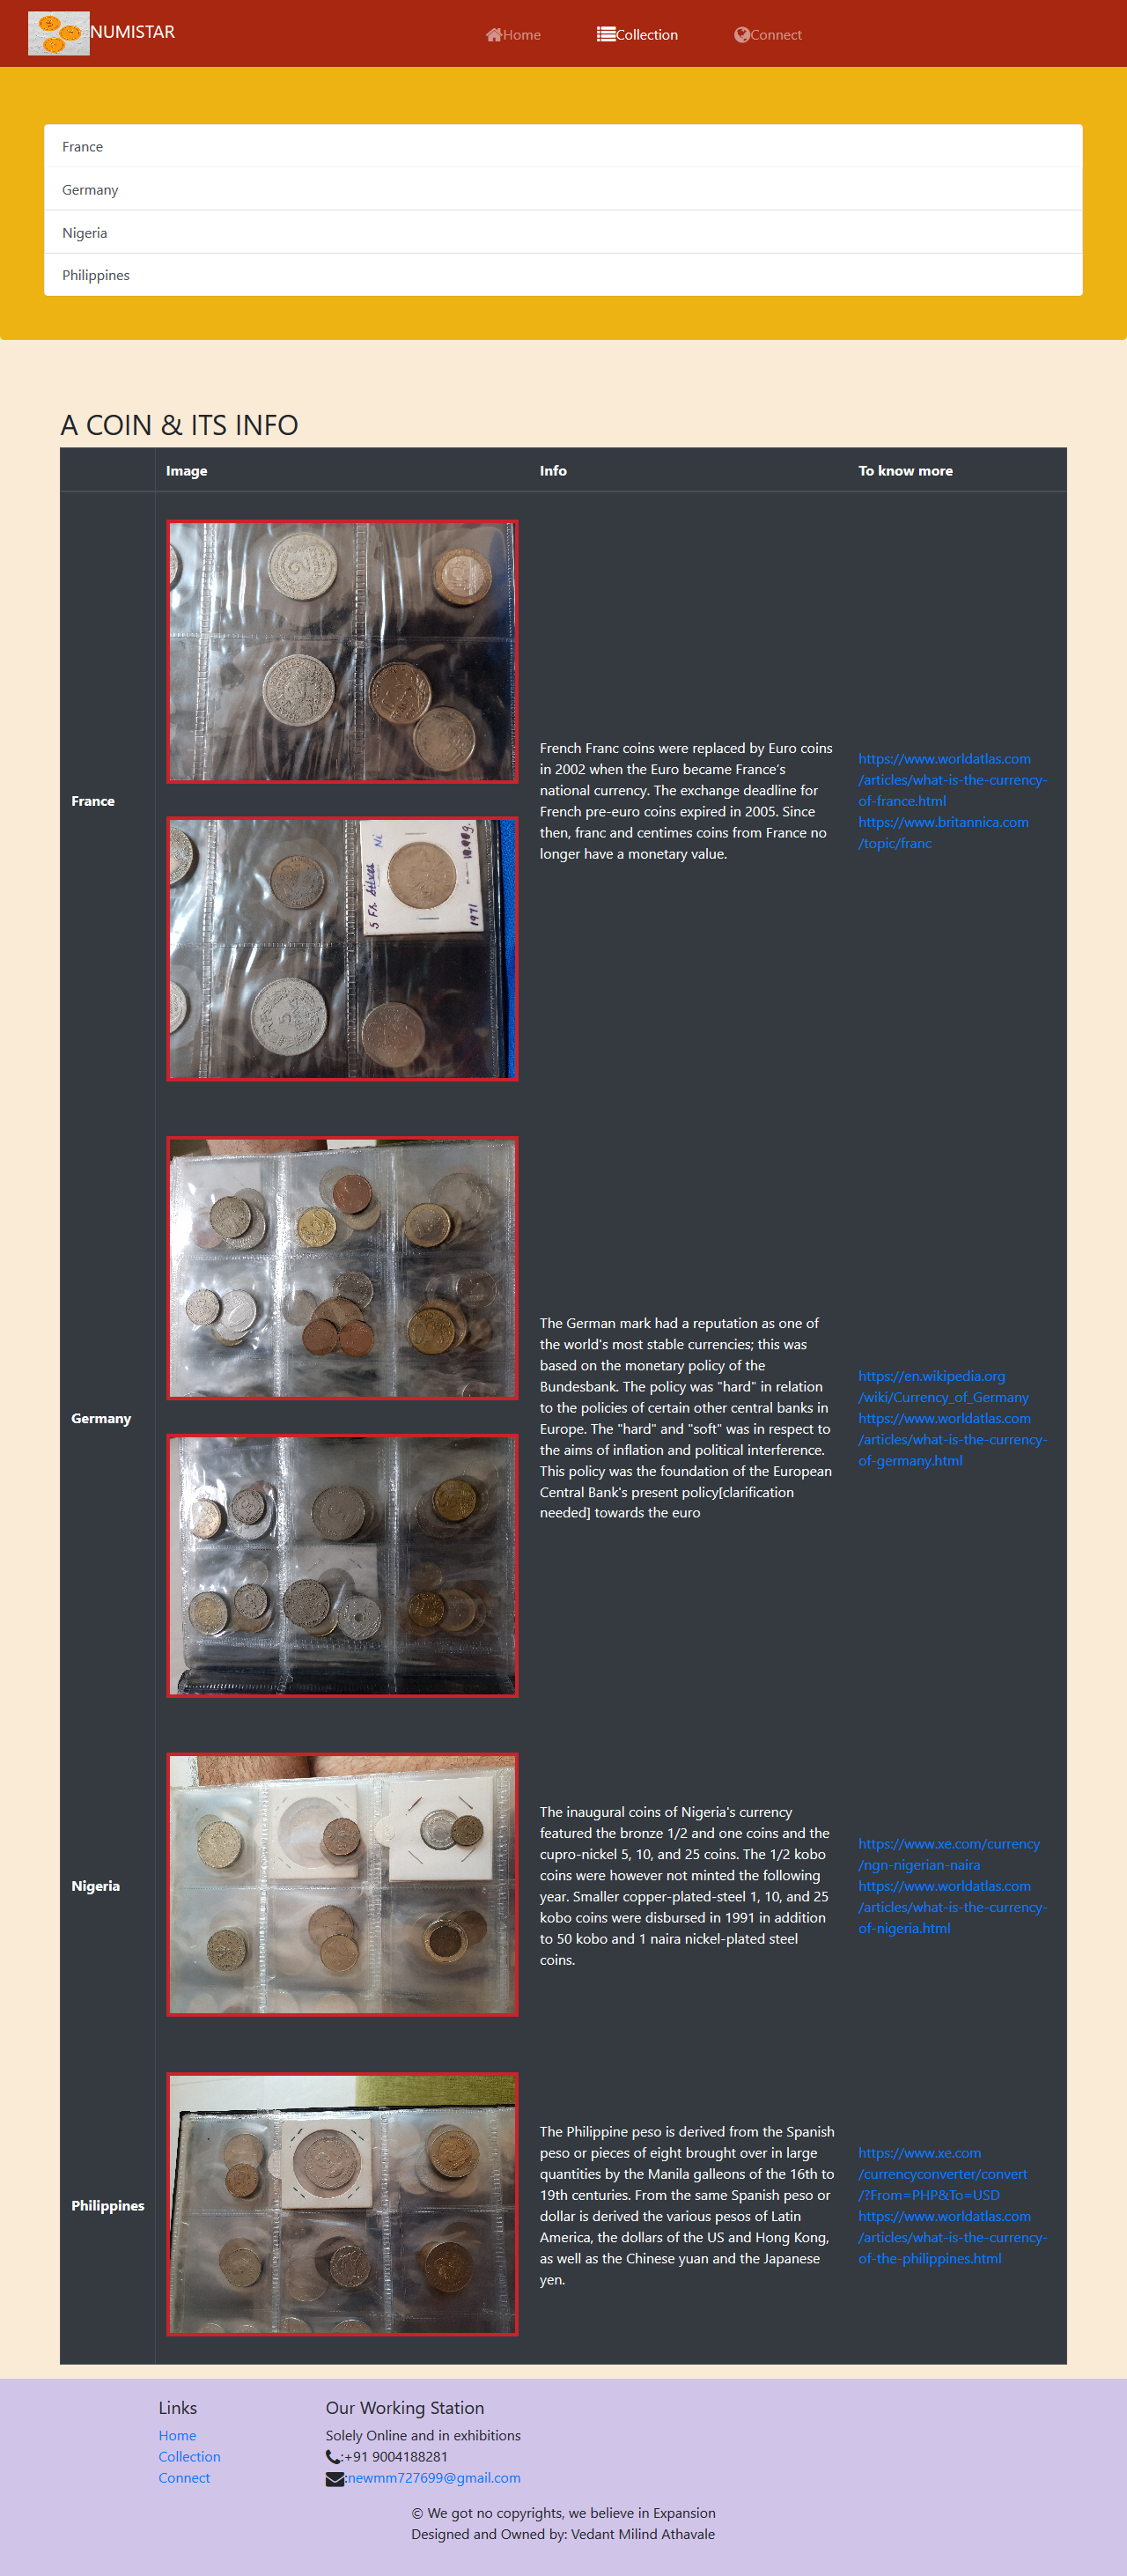 NUMISTAR
Home
Collection
Connect
France
Germany
Nigeria
Philippines
A COIN & ITS INFO
Image
Info
To know more
France
5 Fr. Silver Ni
10.90g.
1971
French Franc coins were replaced by Euro coins
in 2002 when the Euro became France's
national currency. The exchange deadline for
French pre-euro coins expired in 2005. Since
then, franc and centimes coins from France no
longer have a monetary value.
https://www.worldatlas.com
/articles/what-is-the-currency-
of-france.html
https://www.britannica.com
/topic/franc
Germany
The German mark had a reputation as one of
the world's most stable currencies; this was
based on the monetary policy of the
Bundesbank. The policy was "hard" in relation
to the policies of certain other central banks in
Europe. The "hard" and "soft" was in respect to
the aims of inflation and political interference.
This policy was the foundation of the European
Central Bank's present policy[clarification
needed] towards the euro
https://en.wikipedia.org
/wiki/Currency_of_Germany
https://www.worldatlas.com
/articles/what-is-the-currency-
of-germany.html
Nigeria
The inaugural coins of Nigeria's currency
featured the bronze 1/2 and one coins and the
cupro-nickel 5, 10, and 25 coins. The 1/2 kobo
coins were however not minted the following
year. Smaller copper-plated-steel 1, 10, and 25
kobo coins were disbursed in 1991 in addition
to 50 kobo and 1 naira nickel-plated steel
coins.
https://www.xe.com/currency
/ngn-nigerian-naira
https://www.worldatlas.com
/articles/what-is-the-currency-
of-nigeria.html
Philippines
The Philippine peso is derived from the Spanish
peso or pieces of eight brought over in large
quantities by the Manila galleons of the 16th to
19th centuries. From the same Spanish peso or
dollar is derived the various pesos of Latin
America, the dollars of the US and Hong Kong,
as well as the Chinese yuan and the Japanese
yen.
https://www.xe.com
/currencyconverter/convert
/?From=PHP&To=USD
https://www.worldatlas.com
/articles/what-is-the-currency-
of-the-philippines.html
Links
Home
Collection
Connect
Our Working Station
Solely Online and in exhibitions
:+91 9004188281
:newmm727699@gmail.com
© We got no copyrights, we believe in Expansion
Designed and Owned by: Vedant Milind Athavale